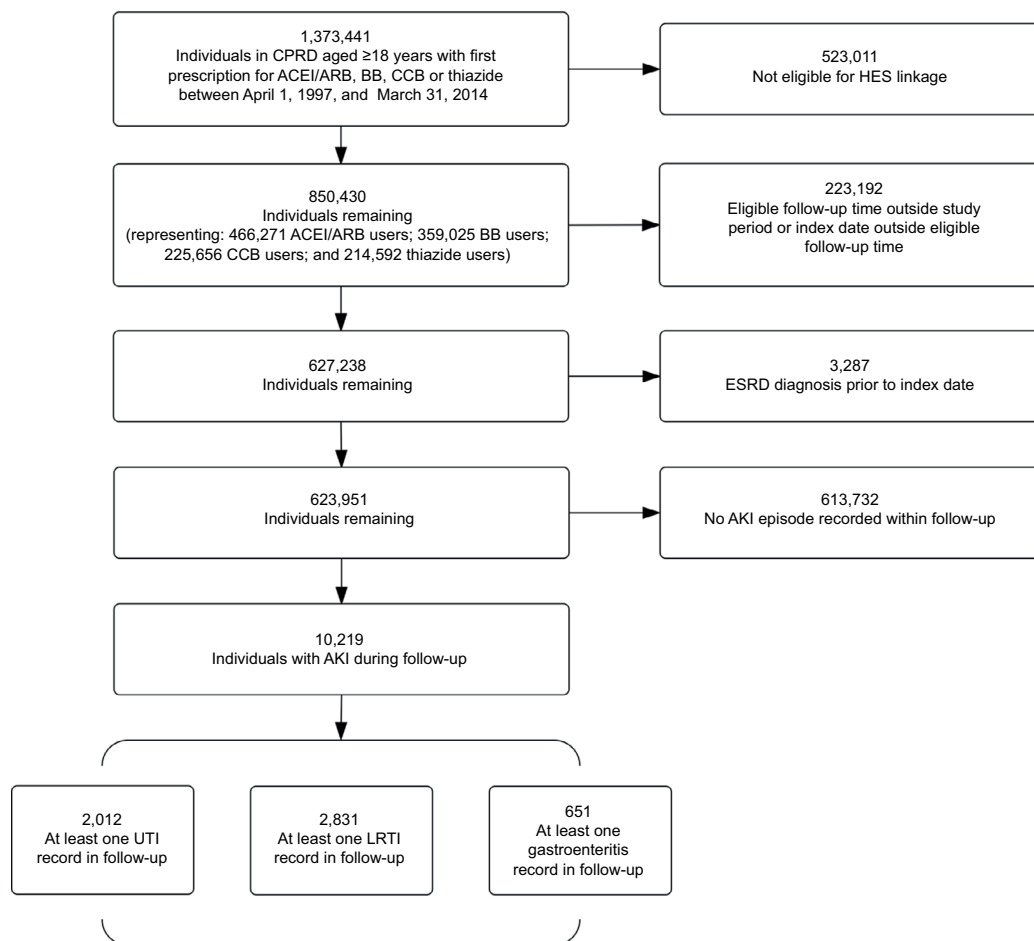 1,373,441
Individuals in CPRD aged ≥18 years with first
prescription for ACEI/ARB, BB, CCB or thiazide
between April 1, 1997, and March 31, 2014
523,011
Not eligible for HES linkage
850,430
Individuals remaining
(representing: 466,271 ACEI/ARB users; 359,025 BB users;
225,656 CCB users; and 214,592 thiazide users)
223,192
Eligible follow-up time outside study
period or index date outside eligible
follow-up time
627,238
Individuals remaining
3,287
ESRD diagnosis prior to index date
623,951
Individuals remaining
613,732
No AKI episode recorded within follow-up
10,219
Individuals with AKI during follow-up
2,012
At least one UTI
record in follow-up
2,831
At least one LRTI
record in follow-up
651
At least one
gastroenteritis
record in follow-up